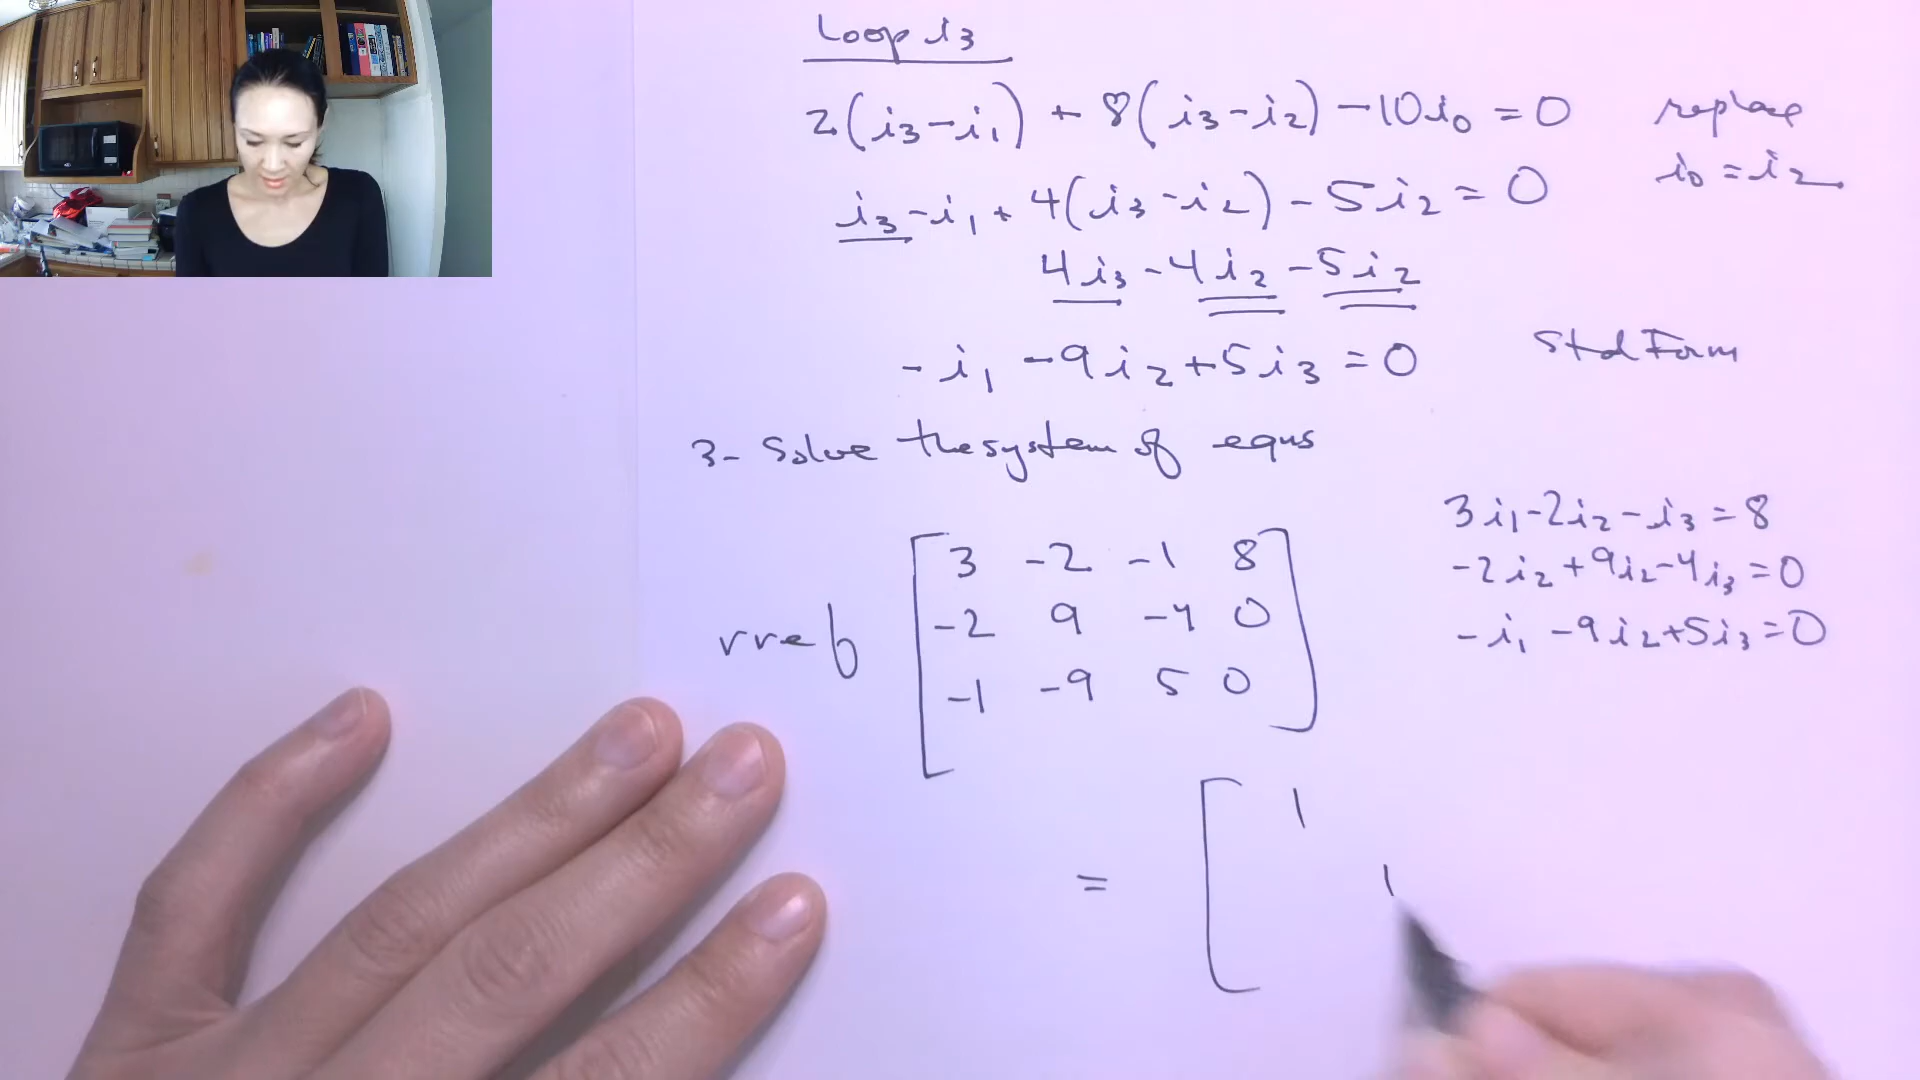 Loop i3
2(i3-i1) + 8(i3-i2) -10i0 = 0
replace
i0 = i2
i3 - i1 + 4(i3-i2) - 5i2 = 0
4i3 - 4i2 - 5i2
-i1 -9i2 +5i3 = 0
Std Form
3- Solve the system of equs
3i1-2i2-i3 = 8
-2i2+9i2-4i3 = 0
-i1 -9i2+5i3 = 0
rref
3 -2 -1 8
-2 9 -4 0
-1 -9 5 0
= [ 1
1